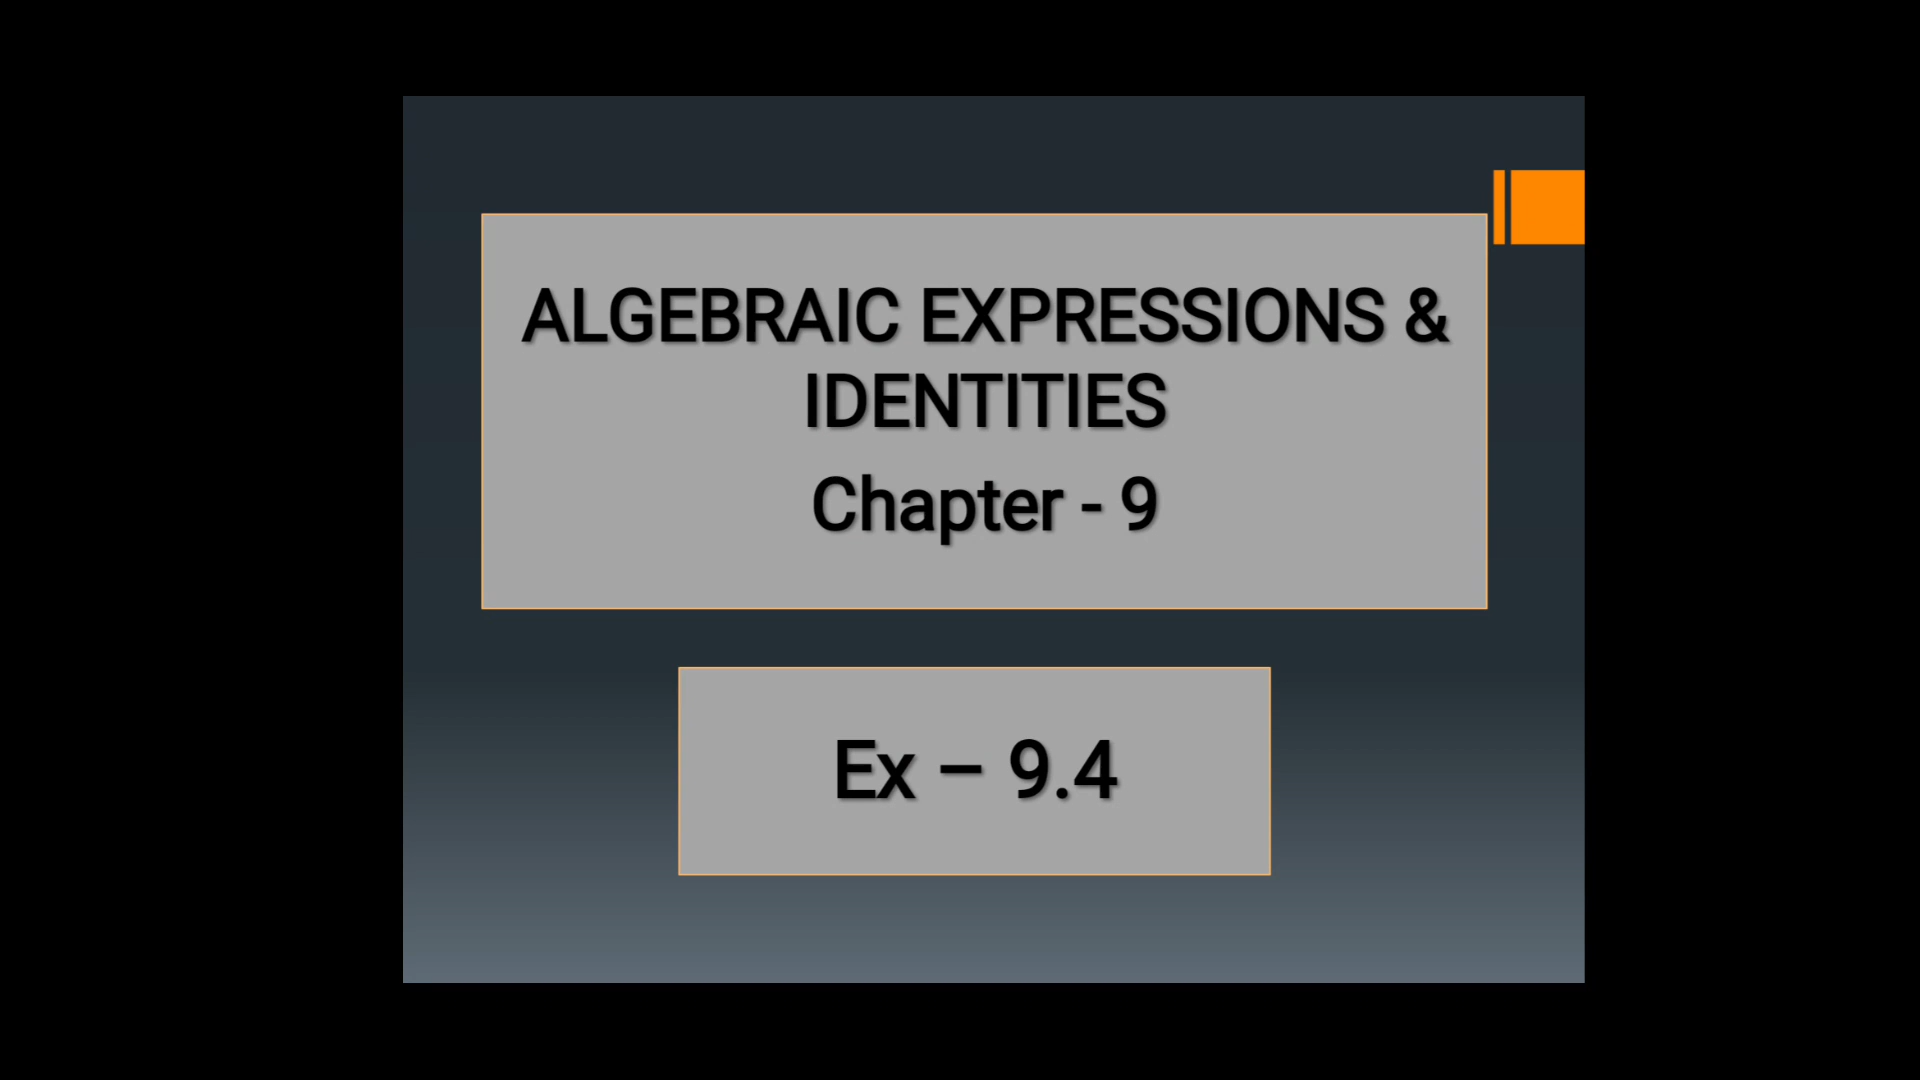 ALGEBRAIC EXPRESSIONS &
IDENTITIES
Chapter - 9
Ex – 9.4